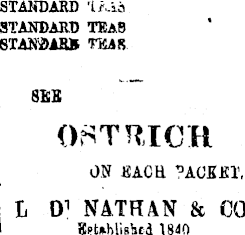 STANDARD TEAS
STANDARD TEAS
STANDARD TEAS
SEE
OSTRICH
ON EACH PACKET,
L D NATHAN & CO
Established 1840